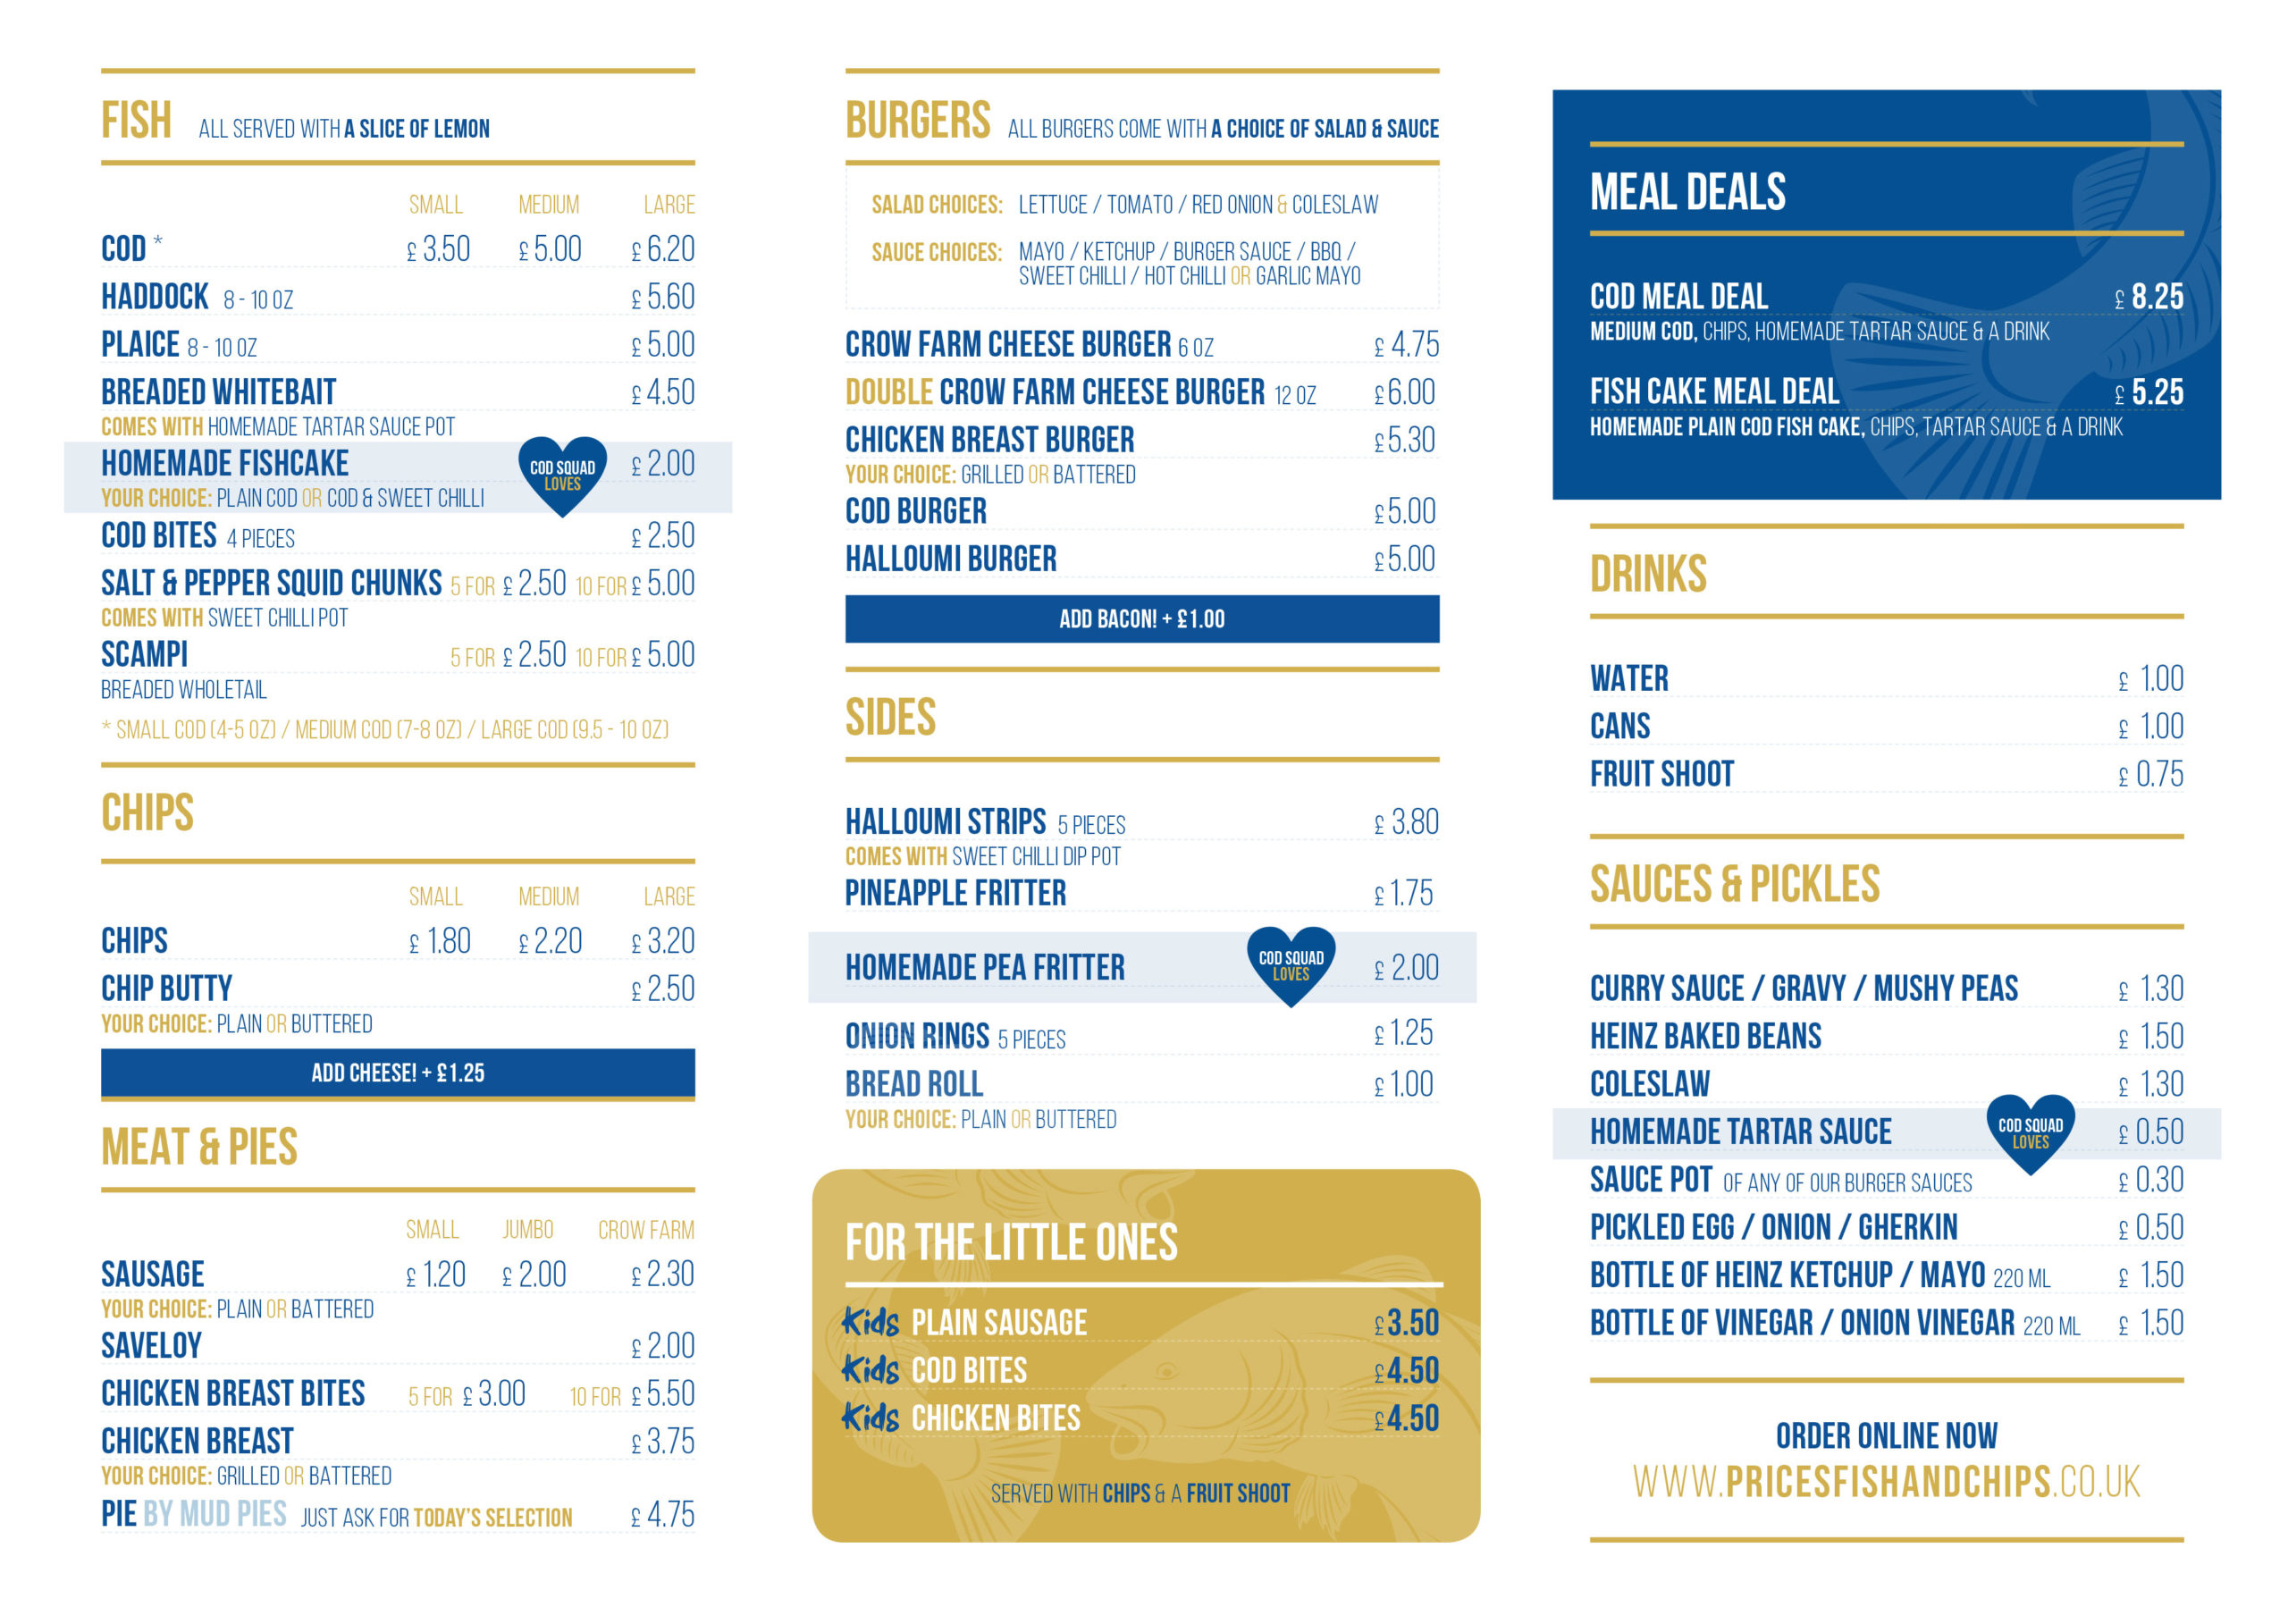 FISH ALL SERVED WITH A SLICE OF LEMON
SMALL MEDIUM LARGE
COD * £ 3.50 £ 5.00 £ 6.20
HADDOCK 8 - 10 OZ £ 5.60
PLAICE 8 - 10 OZ £ 5.00
BREADED WHITEBAIT £ 4.50
COMES WITH HOMEMADE TARTAR SAUCE POT
HOMEMADE FISHCAKE £ 2.00
COD SQUAD
LOVES
YOUR CHOICE: PLAIN COD OR COD & SWEET CHILLI
COD BITES 4 PIECES £ 2.50
SALT & PEPPER SQUID CHUNKS 5 FOR £ 2.50 10 FOR £ 5.00
COMES WITH SWEET CHILLI POT
SCAMPI 5 FOR £ 2.50 10 FOR £ 5.00
BREADED WHOLETAIL
* SMALL COD (4-5 OZ) / MEDIUM COD (7-8 OZ) / LARGE COD (9.5 - 10 OZ)
CHIPS
SMALL MEDIUM LARGE
CHIPS £ 1.80 £ 2.20 £ 3.20
CHIP BUTTY £ 2.50
YOUR CHOICE: PLAIN OR BUTTERED
ADD CHEESE! + £1.25
MEAT & PIES
SMALL JUMBO CROW FARM
SAUSAGE £ 1.20 £ 2.00 £ 2.30
YOUR CHOICE: PLAIN OR BATTERED
SAVELOY £ 2.00
CHICKEN BREAST BITES 5 FOR £ 3.00 10 FOR £ 5.50
CHICKEN BREAST £ 3.75
YOUR CHOICE: GRILLED OR BATTERED
PIE BY MUD PIES JUST ASK FOR TODAY'S SELECTION £ 4.75
BURGERS ALL BURGERS COME WITH A CHOICE OF SALAD & SAUCE
SALAD CHOICES: LETTUCE / TOMATO / RED ONION & COLESLAW
SAUCE CHOICES: MAYO / KETCHUP / BURGER SAUCE / BBQ /
SWEET CHILLI / HOT CHILLI OR GARLIC MAYO
CROW FARM CHEESE BURGER 6 OZ £ 4.75
DOUBLE CROW FARM CHEESE BURGER 12 OZ £ 6.00
CHICKEN BREAST BURGER £ 5.30
YOUR CHOICE: GRILLED OR BATTERED
COD BURGER £ 5.00
HALLOUMI BURGER £ 5.00
ADD BACON! + £1.00
SIDES
HALLOUMI STRIPS 5 PIECES £ 3.80
COMES WITH SWEET CHILLI DIP POT
PINEAPPLE FRITTER £ 1.75
HOMEMADE PEA FRITTER £ 2.00
COD SQUAD
LOVES
ONION RINGS 5 PIECES £ 1.25
BREAD ROLL £ 1.00
YOUR CHOICE: PLAIN OR BUTTERED
FOR THE LITTLE ONES
Kids PLAIN SAUSAGE £3.50
Kids COD BITES £4.50
Kids CHICKEN BITES £4.50
SERVED WITH CHIPS & A FRUIT SHOOT
MEAL DEALS
COD MEAL DEAL £ 8.25
MEDIUM COD, CHIPS, HOMEMADE TARTAR SAUCE & A DRINK
FISH CAKE MEAL DEAL £ 5.25
HOMEMADE PLAIN COD FISH CAKE, CHIPS, TARTAR SAUCE & A DRINK
DRINKS
WATER £ 1.00
CANS £ 1.00
FRUIT SHOOT £ 0.75
SAUCES & PICKLES
CURRY SAUCE / GRAVY / MUSHY PEAS £ 1.30
HEINZ BAKED BEANS £ 1.50
COLESLAW £ 1.30
HOMEMADE TARTAR SAUCE £ 0.50
COD SQUAD
LOVES
SAUCE POT OF ANY OF OUR BURGER SAUCES £ 0.30
PICKLED EGG / ONION / GHERKIN £ 0.50
BOTTLE OF HEINZ KETCHUP / MAYO 220 ML £ 1.50
BOTTLE OF VINEGAR / ONION VINEGAR 220 ML £ 1.50
ORDER ONLINE NOW
WWW.PRICESFISHANDCHIPS.CO.UK